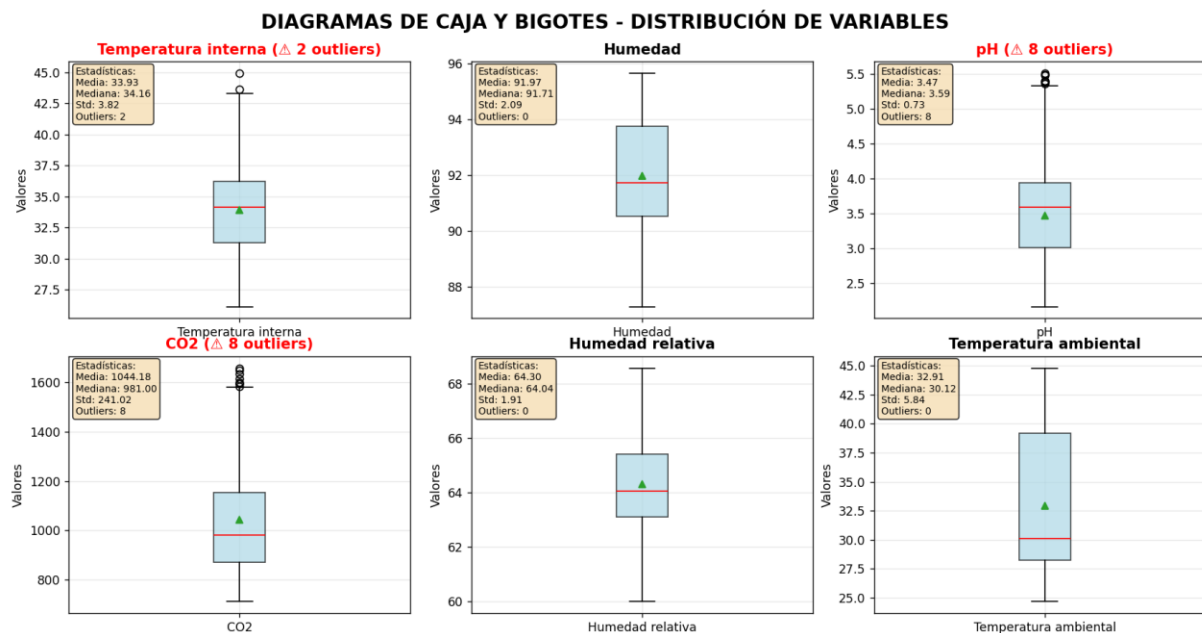 DIAGRAMAS DE CAJA Y BIGOTES - DISTRIBUCIÓN DE VARIABLES
Temperatura interna (⚠ 2 outliers)
Estadísticas:
Media: 33.93
Mediana: 34.16
Std: 3.82
Outliers: 2
Valores
45.0
42.5
40.0
37.5
35.0
32.5
30.0
27.5
Temperatura interna
Humedad
Estadísticas:
Media: 91.97
Mediana: 91.71
Std: 2.09
Outliers: 0
Valores
96
94
92
90
88
Humedad
pH (⚠ 8 outliers)
Estadísticas:
Media: 3.47
Mediana: 3.59
Std: 0.73
Outliers: 8
Valores
5.5
5.0
4.5
4.0
3.5
3.0
2.5
pH
CO2 (⚠ 8 outliers)
Estadísticas:
Media: 1044.18
Mediana: 981.00
Std: 241.02
Outliers: 8
Valores
1600
1400
1200
1000
800
CO2
Humedad relativa
Estadísticas:
Media: 64.30
Mediana: 64.04
Std: 1.91
Outliers: 0
Valores
68
66
64
62
60
Humedad relativa
Temperatura ambiental
Estadísticas:
Media: 32.91
Mediana: 30.12
Std: 5.84
Outliers: 0
Valores
45.0
42.5
40.0
37.5
35.0
32.5
30.0
27.5
25.0
Temperatura ambiental